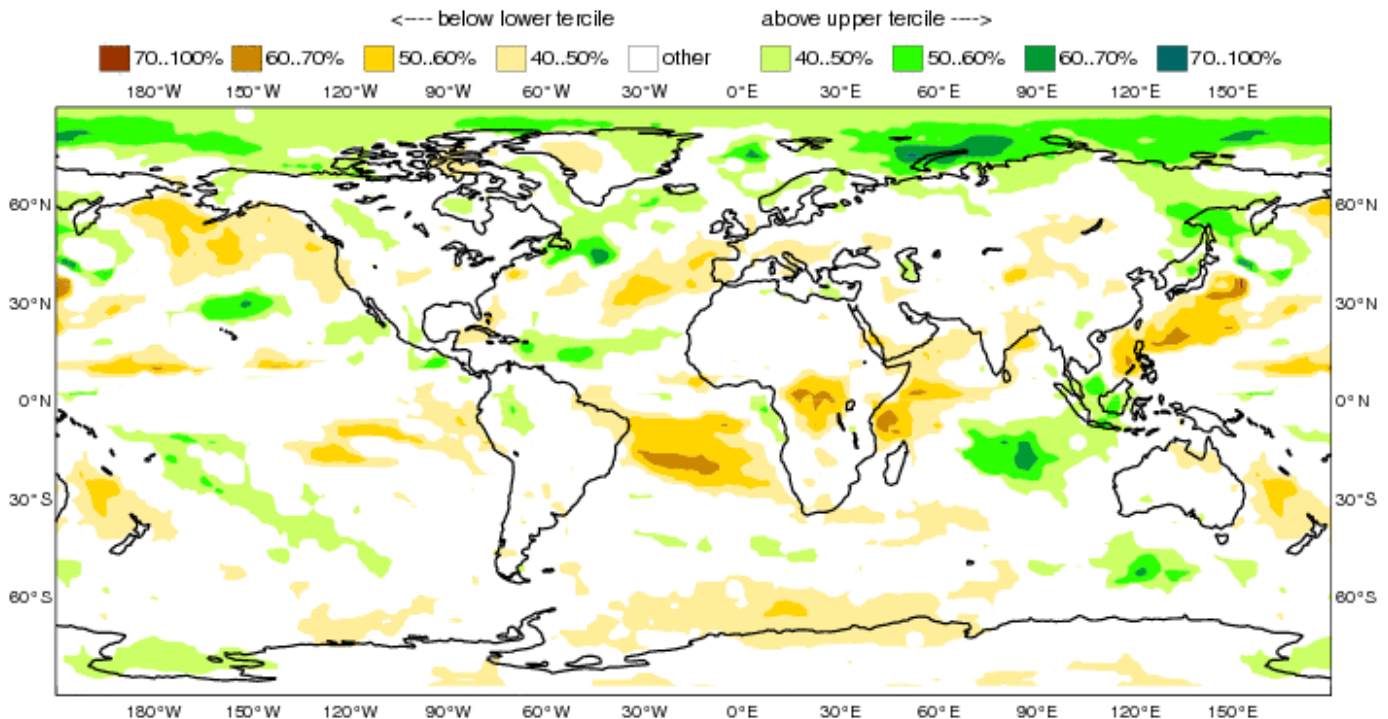 <---- below lower tercile above upper tercile ---->
70..100% 60..70% 50..60% 40..50% other 40..50% 50..60% 60..70% 70..100%
180°W 150°W 120°W 90°W 60°W 30°W 0°E 30°E 60°E 90°E 120°E 150°E
60°N 60°N
30°N 30°N
0°N 0°N
30°S 30°S
60°S 60°S
180°W 150°W 120°W 90°W 60°W 30°W 0°E 30°E 60°E 90°E 120°E 150°E